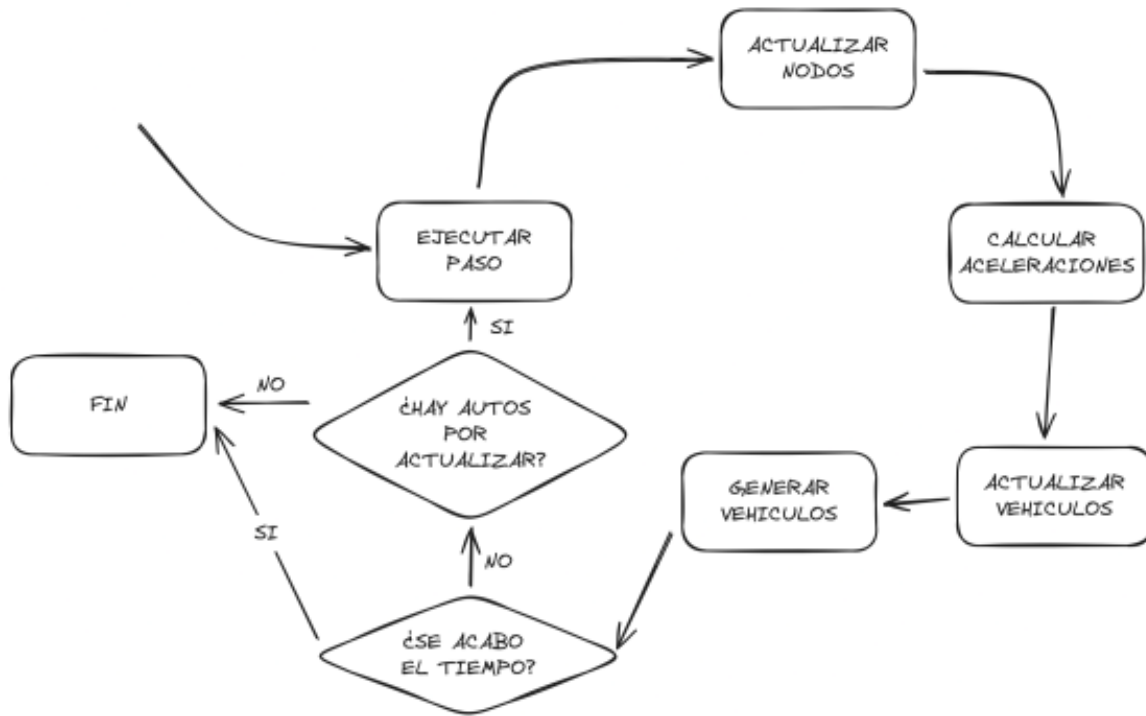 ACTUALIZAR
NODOS
EJECUTAR
PASO
CALCULAR
ACELERACIONES
SI
NO
FIN
¿HAY AUTOS
POR
ACTUALIZAR?
GENERAR
VEHICULOS
ACTUALIZAR
VEHICULOS
SI
NO
¿SE ACABO
EL TIEMPO?